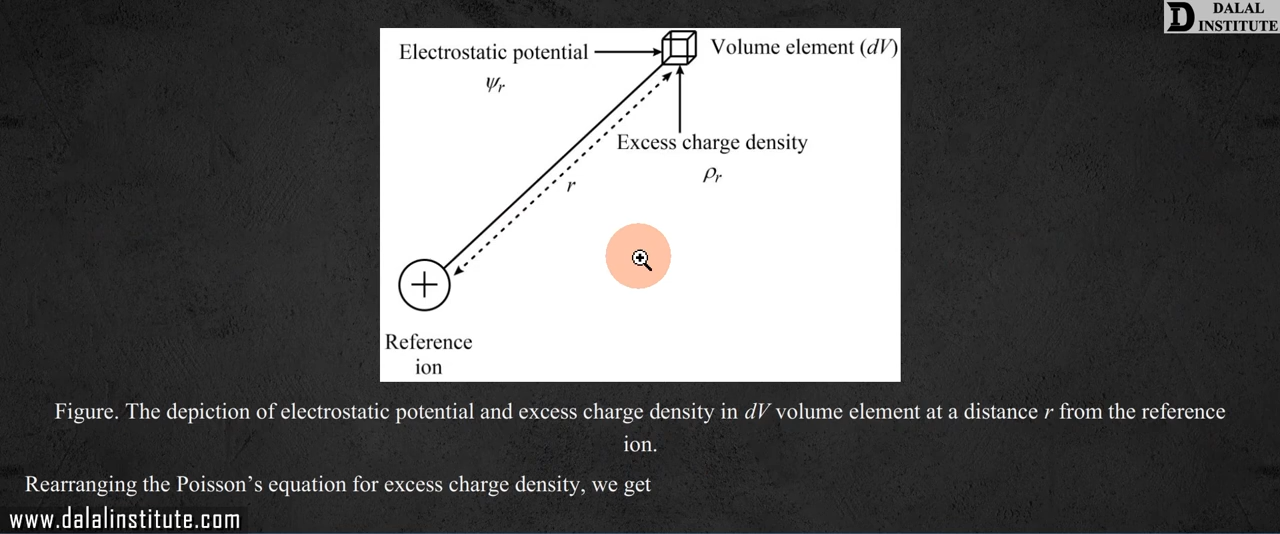 DALAL
INSTITUTE
Electrostatic potential
Volume element (dV)
ψr
Excess charge density
ρr
r
Reference
ion
Figure. The depiction of electrostatic potential and excess charge density in dV volume element at a distance r from the reference
ion.
Rearranging the Poisson’s equation for excess charge density, we get
www.dalalinstitute.com